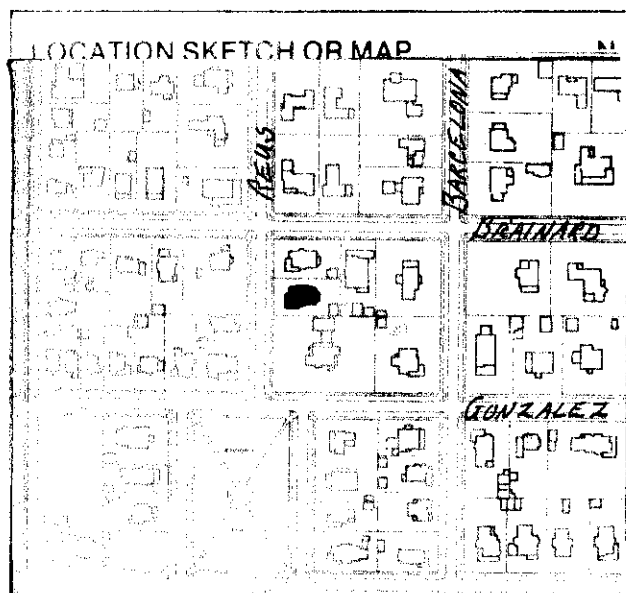 LOCATION SKETCH OR MAP N
REUS
BARCELONA
BRAINARD
GONZALEZ